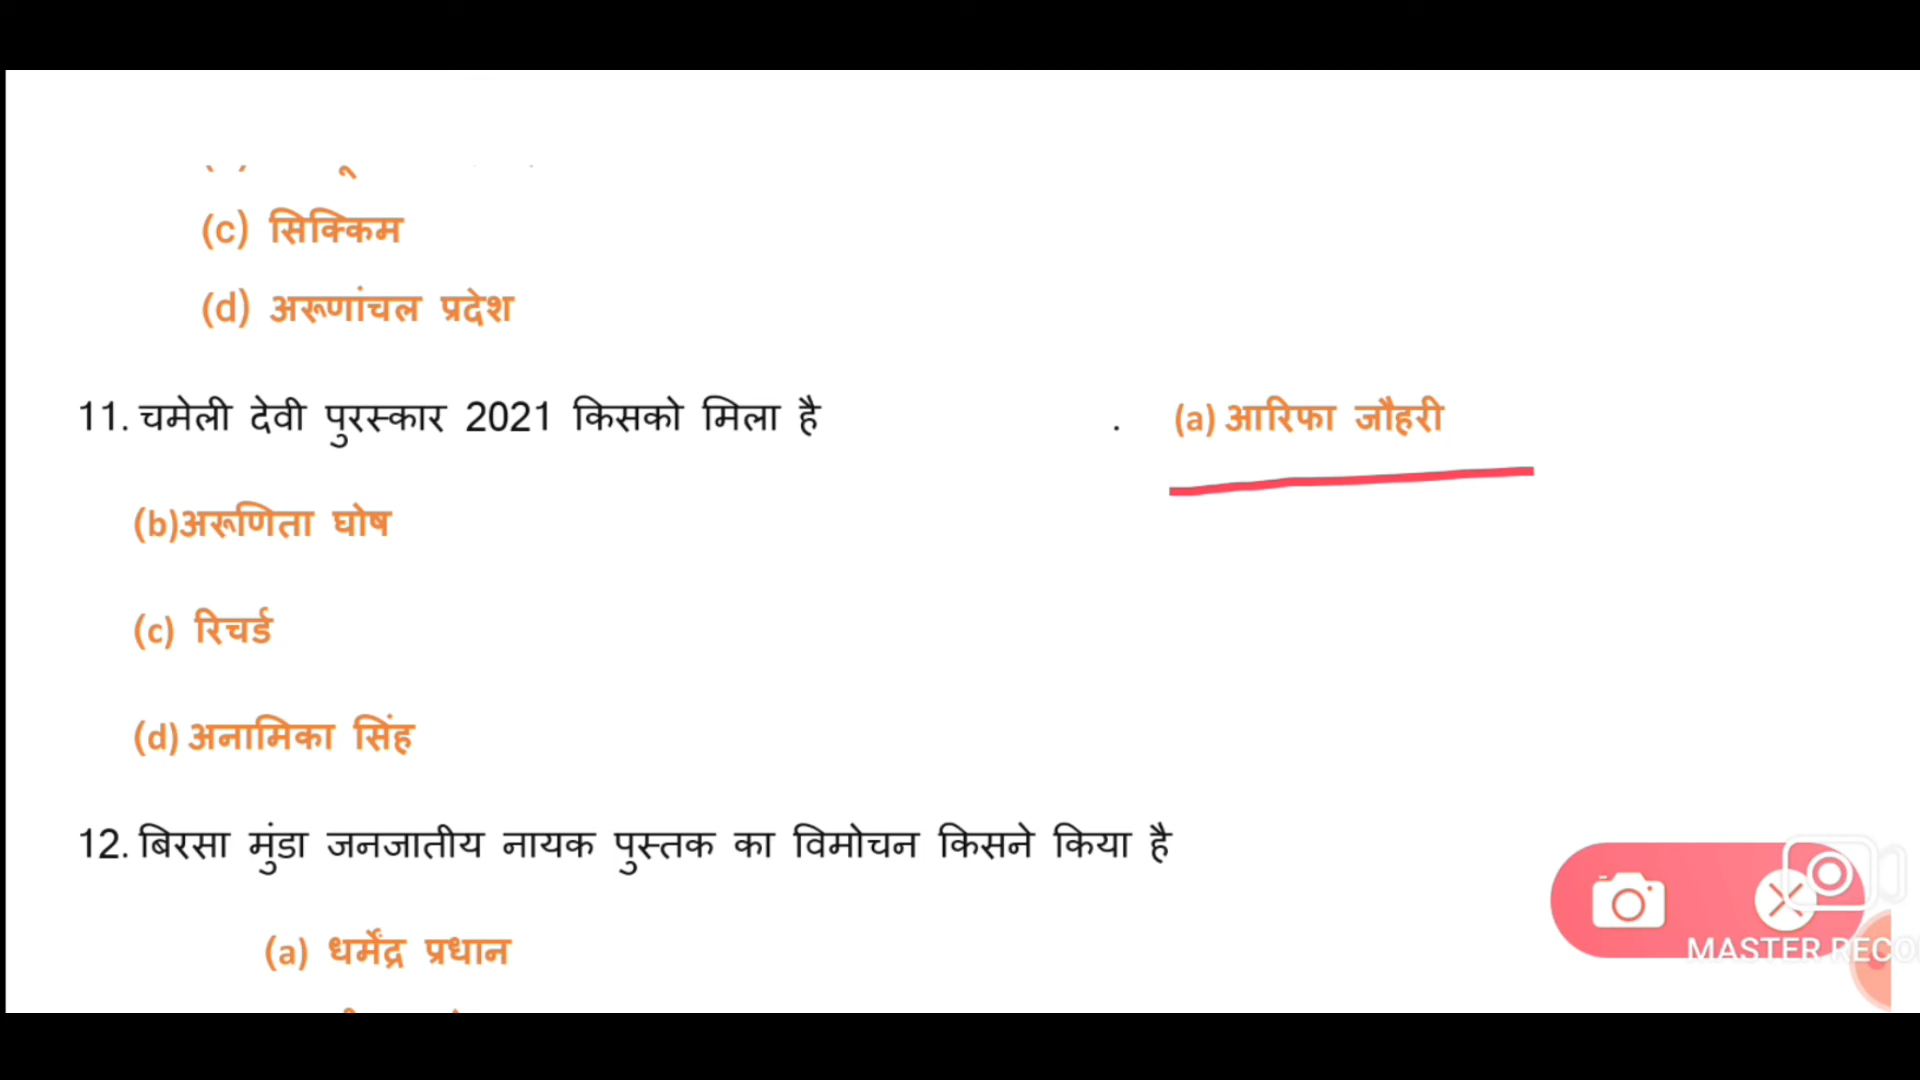 (c) सिक्किम
(d) अरूणांचल प्रदेश
11. चमेली देवी पुरस्कार 2021 किसको मिला है . (a) आरिफा जौहरी
(b)अरूणिता घोष
(c) रिचर्ड
(d) अनामिका सिंह
12. बिरसा मुंडा जनजातीय नायक पुस्तक का विमोचन किसने किया है
(a) धर्मेंद्र प्रधान
MASTER